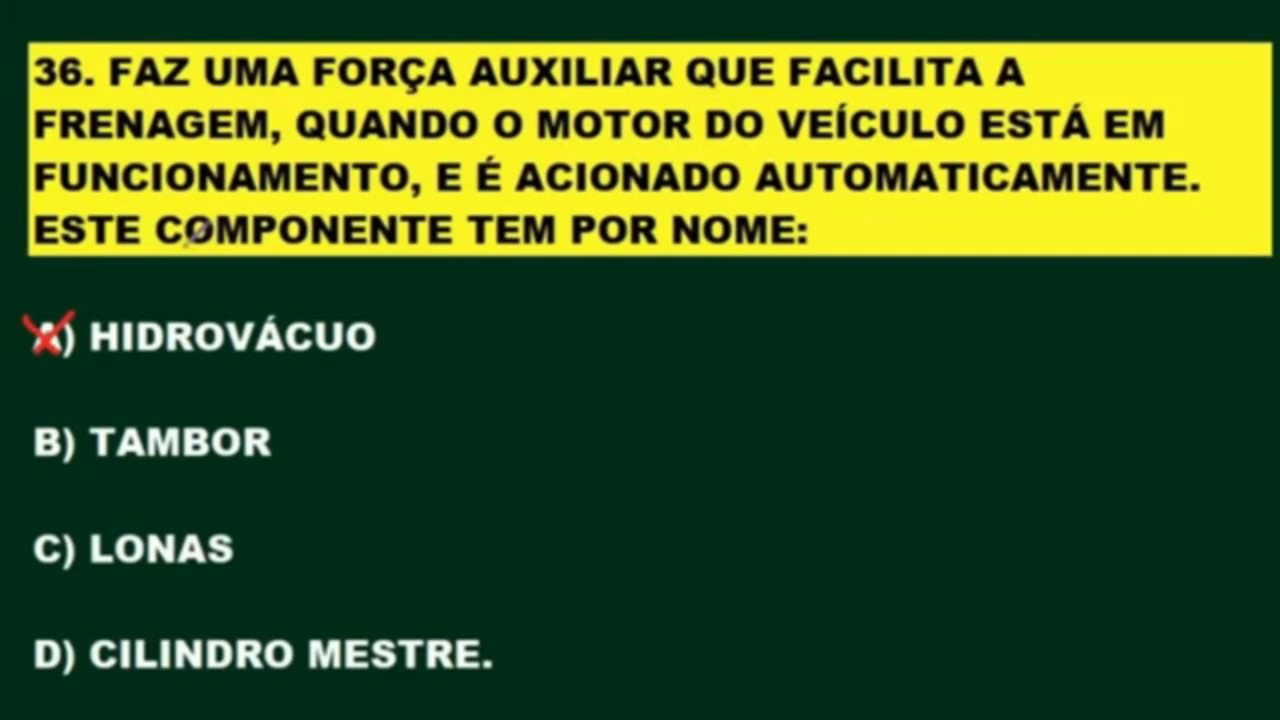 36. FAZ UMA FORÇA AUXILIAR QUE FACILITA A
FRENAGEM, QUANDO O MOTOR DO VEÍCULO ESTÁ EM
FUNCIONAMENTO, E É ACIONADO AUTOMATICAMENTE.
ESTE COMPONENTE TEM POR NOME:
A) HIDROVÁCUO
B) TAMBOR
C) LONAS
D) CILINDRO MESTRE.